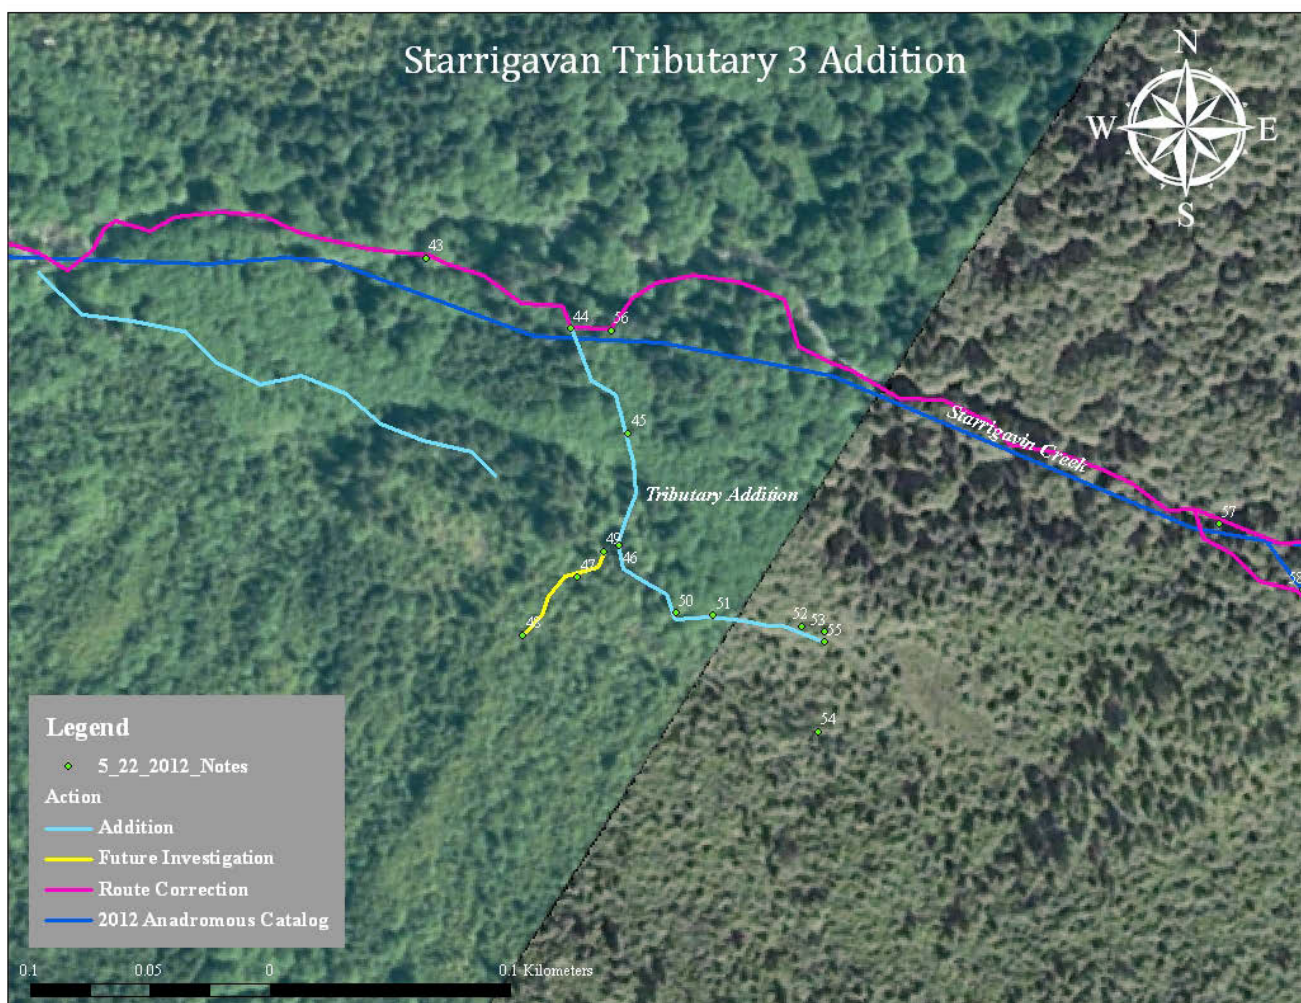 Starrigavan Tributary 3 Addition
N
W E
S
43
44 56
45
Starrigavin Creek
Tributary Addition
57
49
46
47
58
50 51
52 53
55
48
54
Legend
5_22_2012_Notes
Action
Addition
Future Investigation
Route Correction
2012 Anadromous Catalog
0.1 0.05 0 0.1 Kilometers